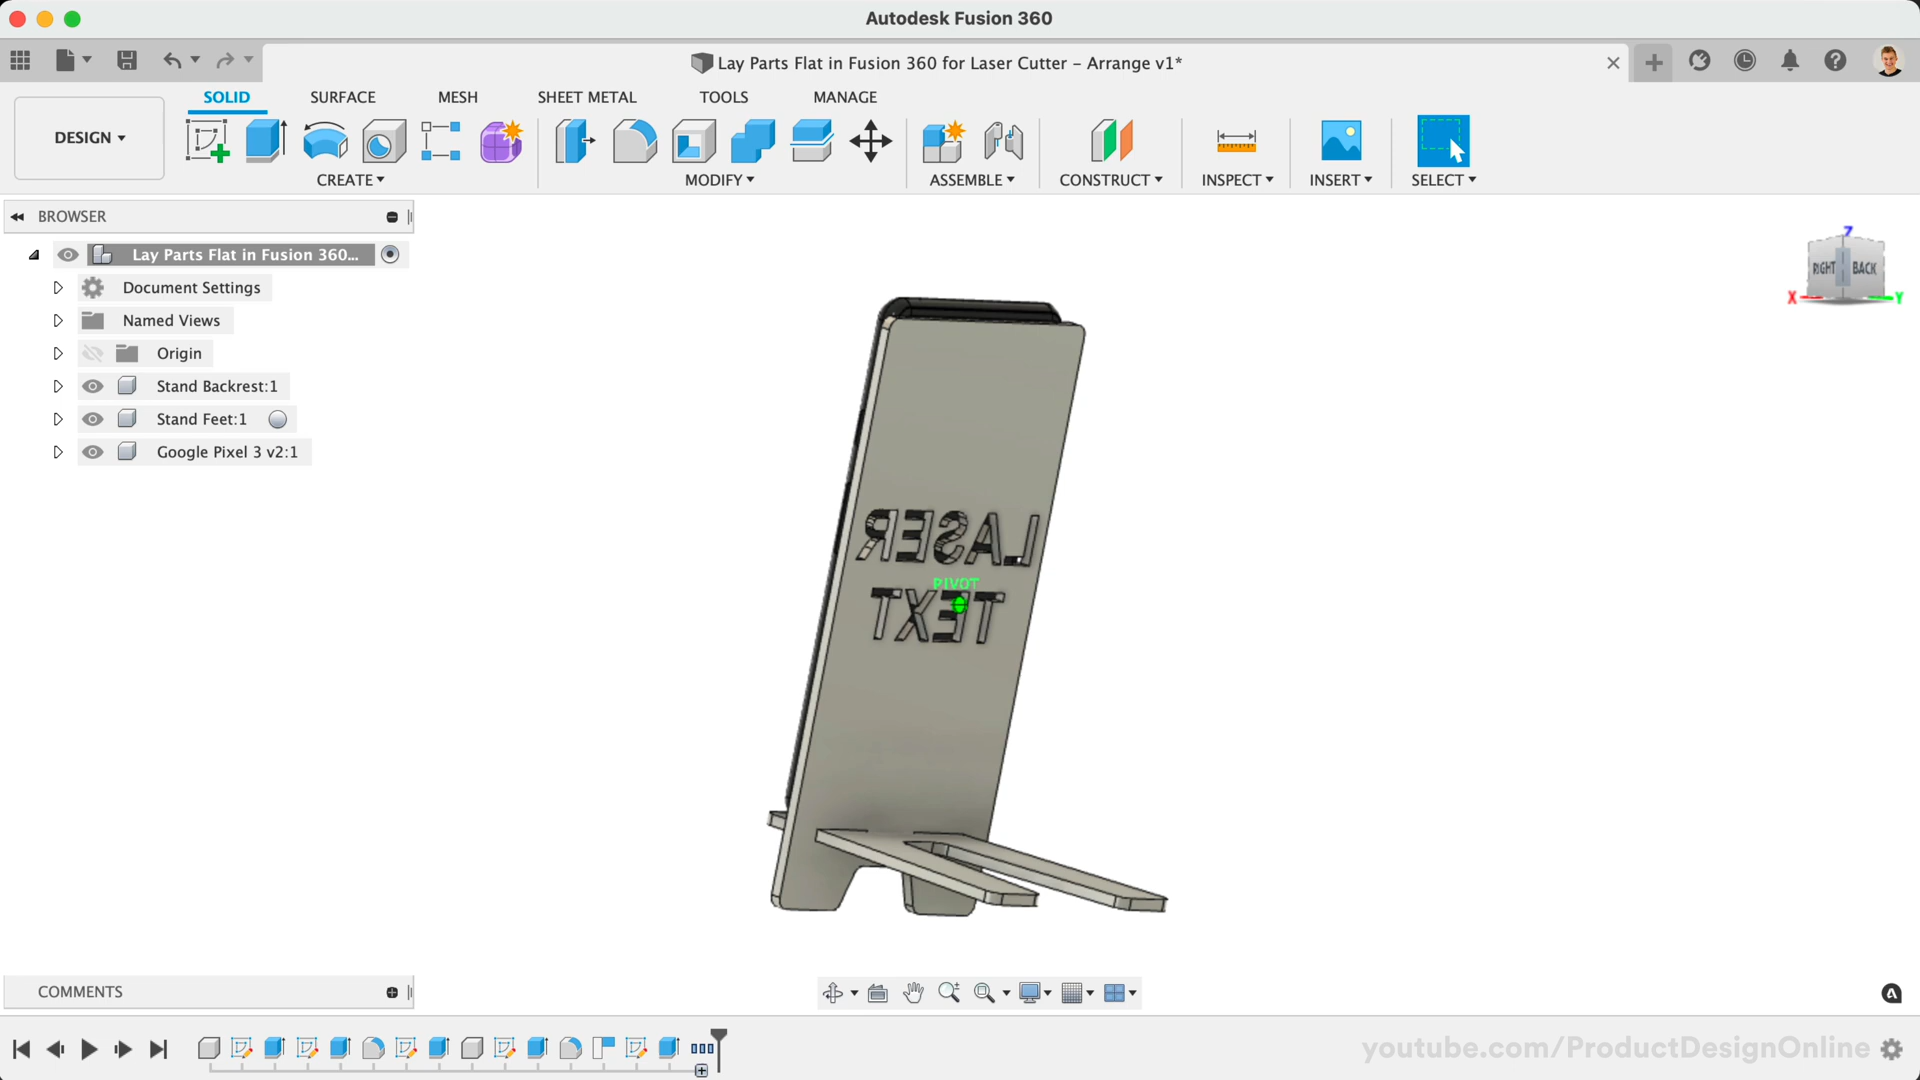 Autodesk Fusion 360
Lay Parts Flat in Fusion 360 for Laser Cutter – Arrange v1*
SOLID SURFACE MESH SHEET METAL TOOLS MANAGE
DESIGN
CREATE MODIFY ASSEMBLE CONSTRUCT INSPECT INSERT SELECT
BROWSER
Lay Parts Flat in Fusion 360...
Document Settings
Named Views
Origin
Stand Backrest:1
Stand Feet:1
Google Pixel 3 v2:1
Z
RIGHT BACK
X Y
LASER
PIVOT
TEXT
COMMENTS
youtube.com/ProductDesignOnline